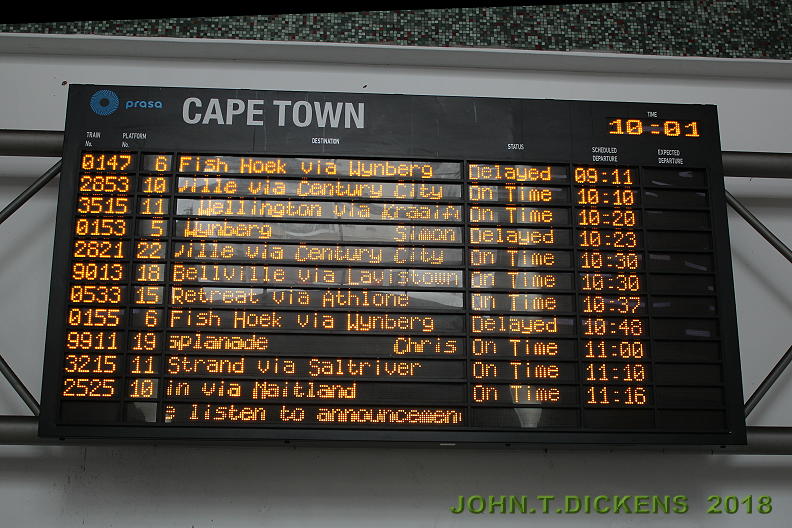 prasa CAPE TOWN TIME 10:01
TRAIN No. PLATFORM No. DESTINATION STATUS SCHEDULED DEPARTURE EXPECTED DEPARTURE
0147 6 Fish Hoek via Wynberg Delayed 09:11
2853 10 ville via Century City On Time 10:10
3515 11 Wellington via Kraaifo On Time 10:20
0153 5 Wynberg Simon Delayed 10:23
2821 22 ville via Century City On Time 10:30
9013 18 Bellville via Lavistown On Time 10:30
0533 15 Retreat via Athlone On Time 10:37
0155 6 Fish Hoek via Wynberg Delayed 10:48
9911 19 splanade Chris On Time 11:00
3215 11 Strand via Saltriver On Time 11:10
2525 10 in via Maitland On Time 11:16
e listen to announcemen
JOHN.T.DICKENS 2018